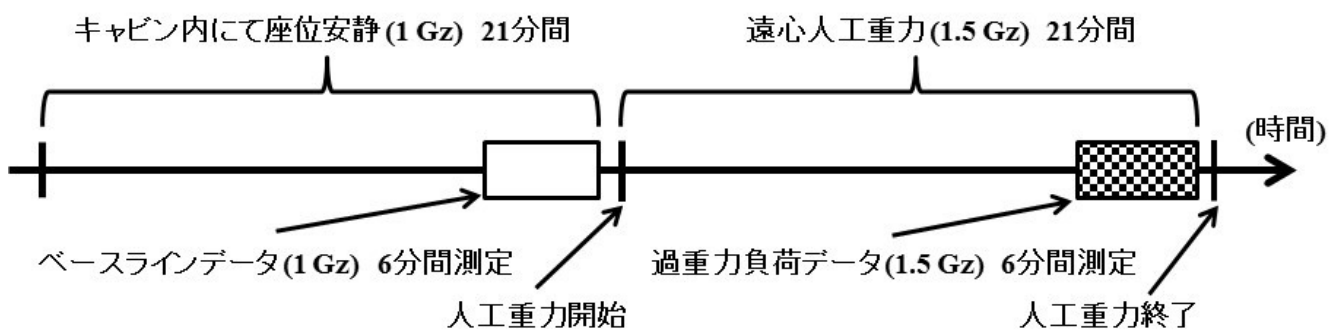 キャビン内にて座位安静(1 Gz) 21分間
遠心人工重力(1.5 Gz) 21分間
(時間)
ベースラインデータ(1 Gz) 6分間測定
過重力負荷データ(1.5 Gz) 6分間測定
人工重力開始
人工重力終了